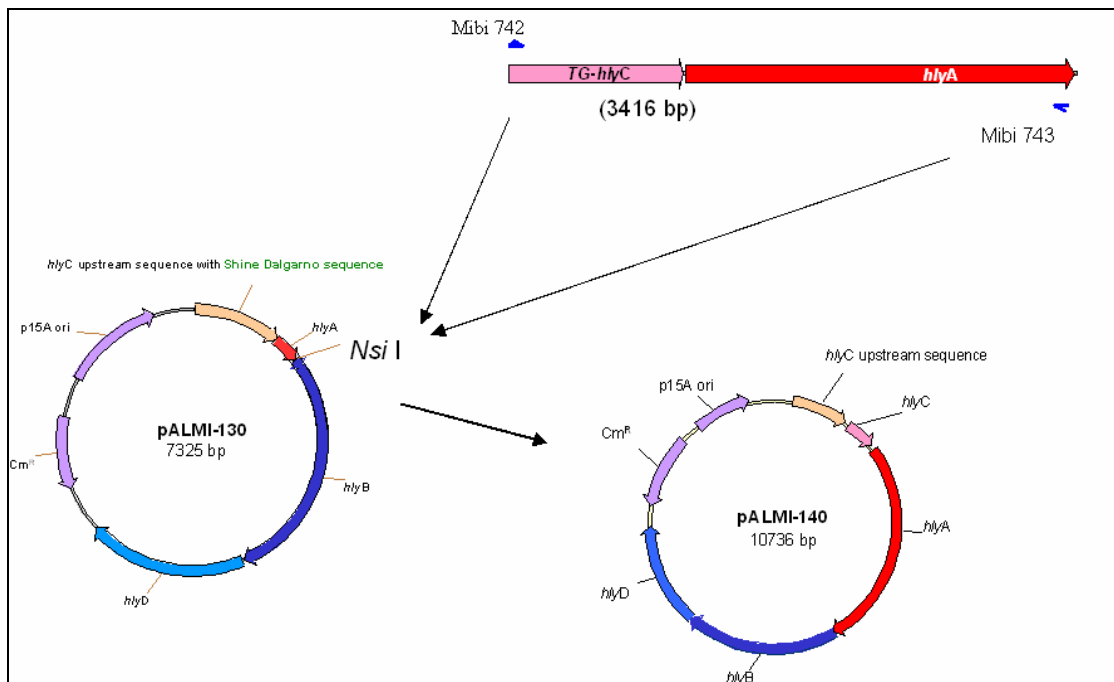 Mibi 742
TG-hlyC
hlyA
(3416 bp)
Mibi 743
hlyC upstream sequence with Shine Dalgarno sequence
p15A ori
hlyA
Nsi I
pALMI-130
7325 bp
CmR
hlyB
hlyD
hlyC upstream sequence
p15A ori
hlyC
CmR
pALMI-140
10736 bp
hlyA
hlyD
hlyB